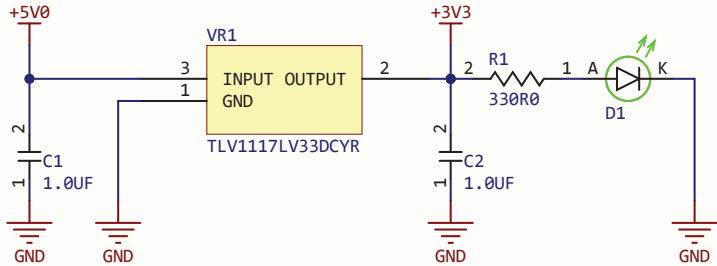 +5V0
+3V3
VR1
3 INPUT OUTPUT 2
1 GND
TLV1117LV33DCYR
R1
2 1
330R0
A K
D1
2
C1
1
1.0UF
2
C2
1
1.0UF
GND
GND
GND
GND